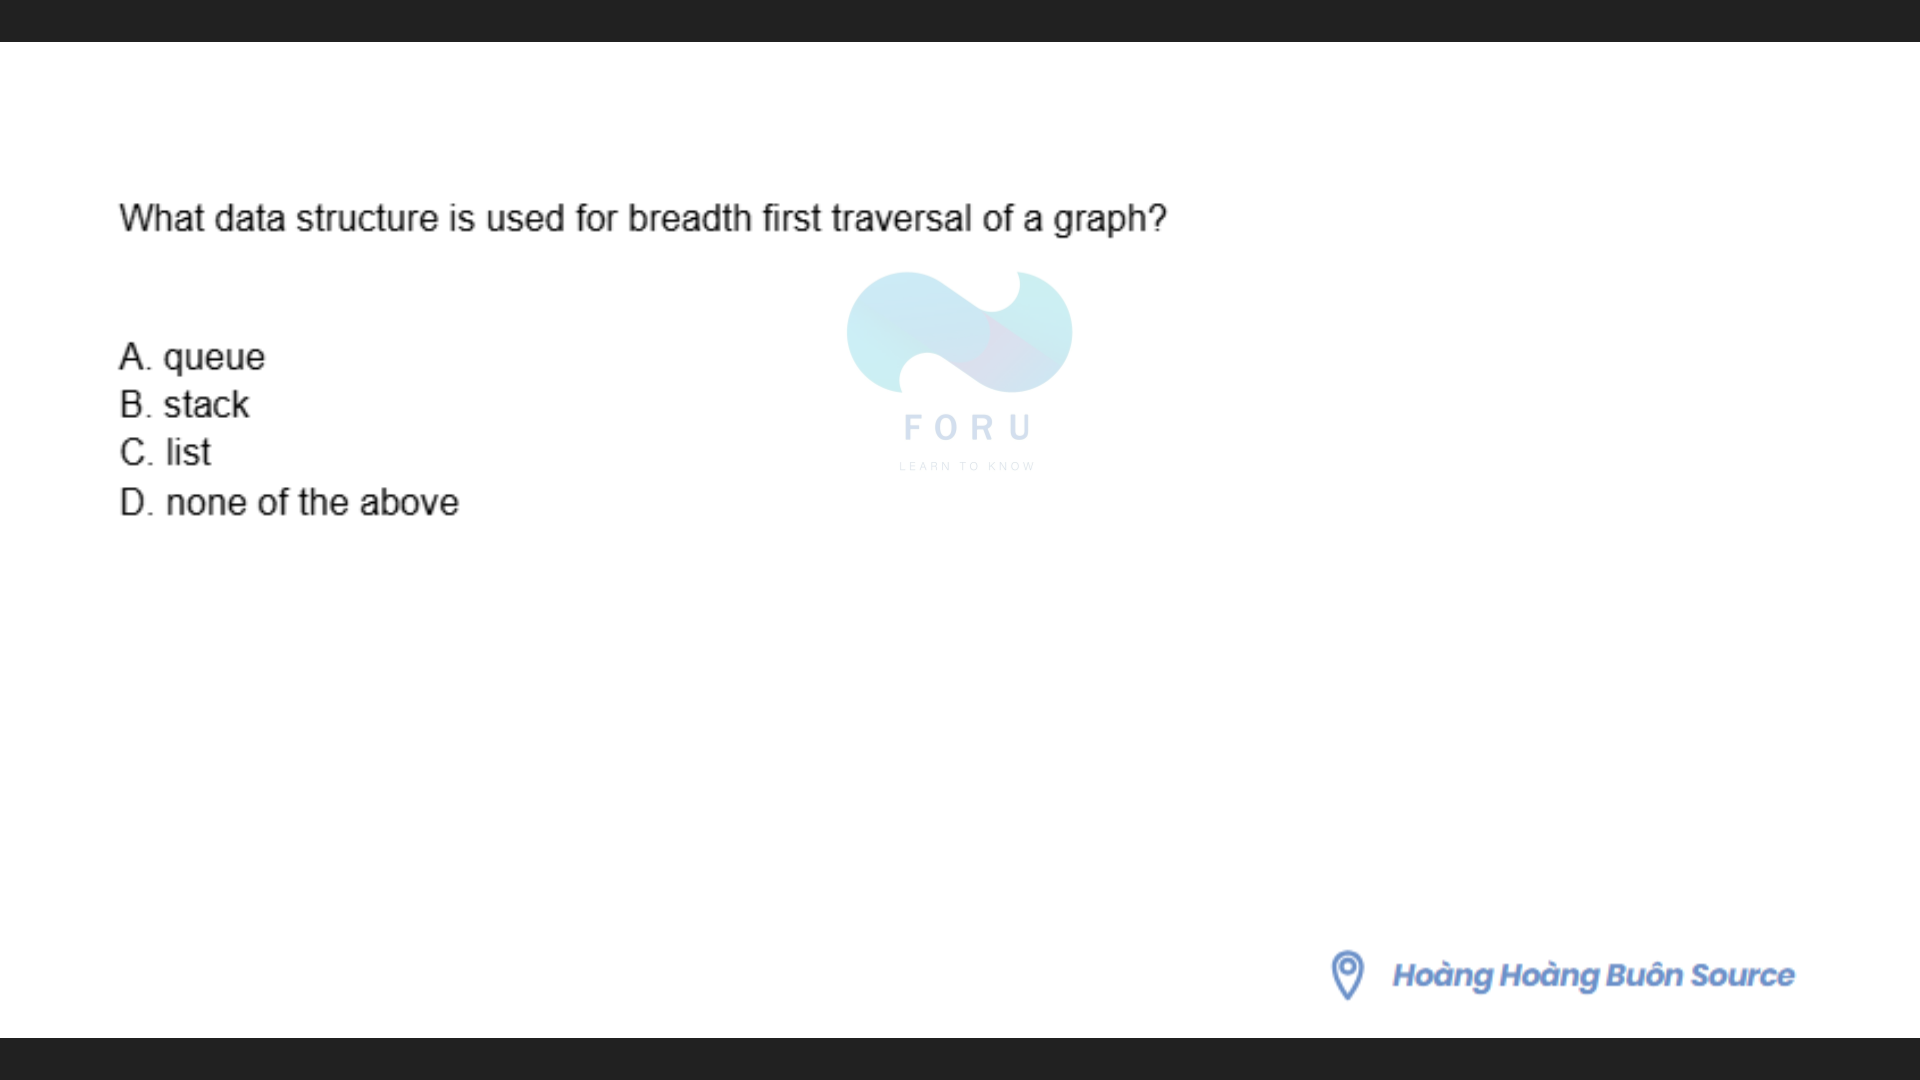 What data structure is used for breadth first traversal of a graph?
A. queue
B. stack
C. list
D. none of the above
FORU
LEARN TO KNOW
Hoàng Hoàng Buôn Source